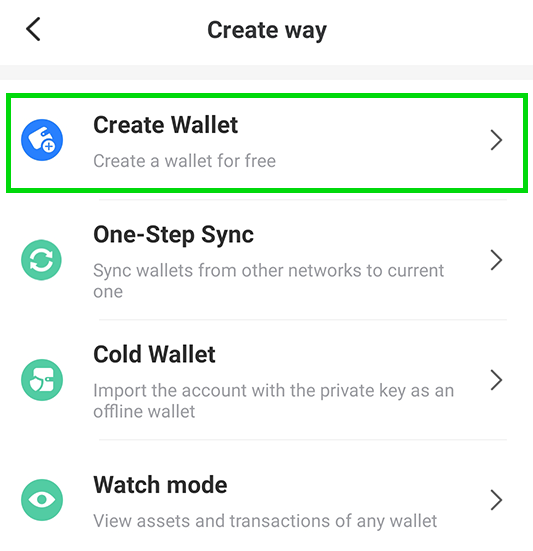 Create way
Create Wallet
Create a wallet for free
One-Step Sync
Sync wallets from other networks to current
one
Cold Wallet
Import the account with the private key as an
offline wallet
Watch mode
View assets and transactions of any wallet